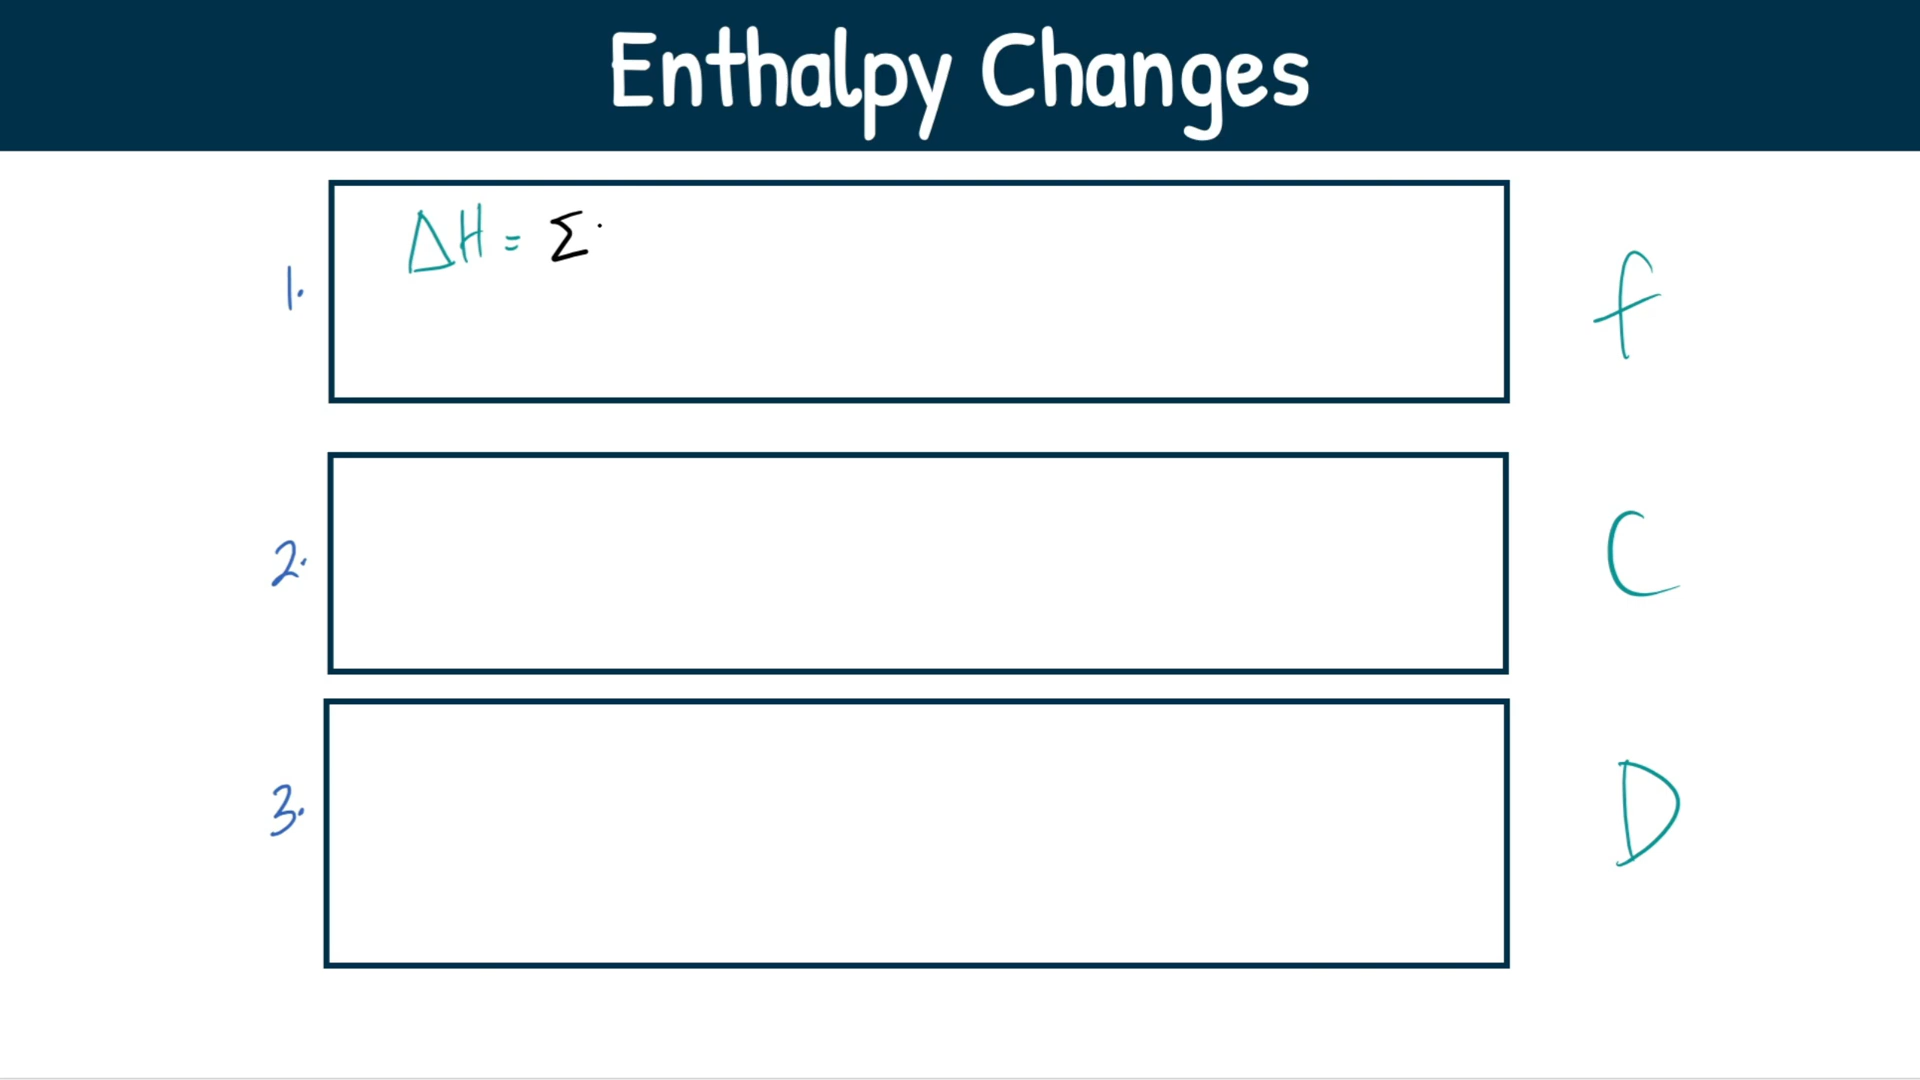 Enthalpy Changes
1. ΔH = Σ f
2. C
3. D